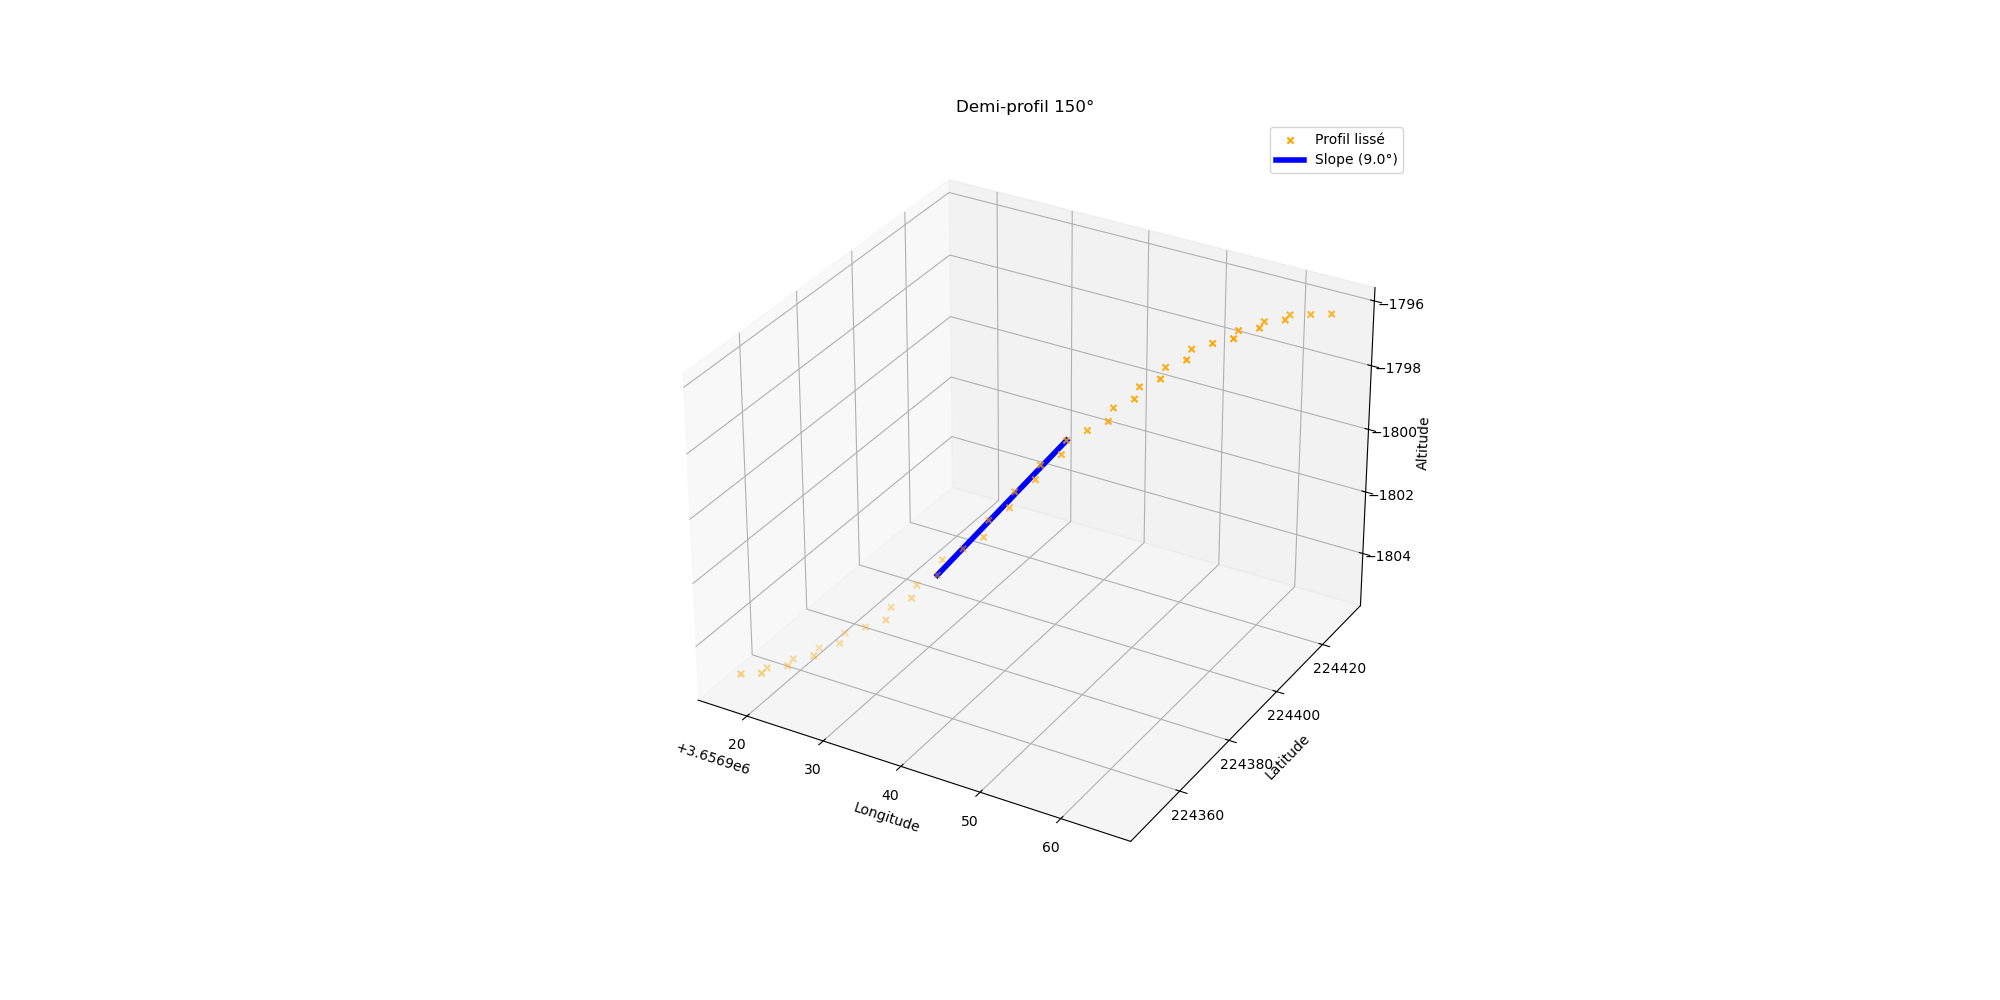 Demi-profil 150°
Profil lissé
Slope (9.0°)
−1796
−1798
−1800
−1802
−1804
Altitude
224420
224400
224380
224360
Latitude
20
30
40
50
60
+3.6569e6
Longitude